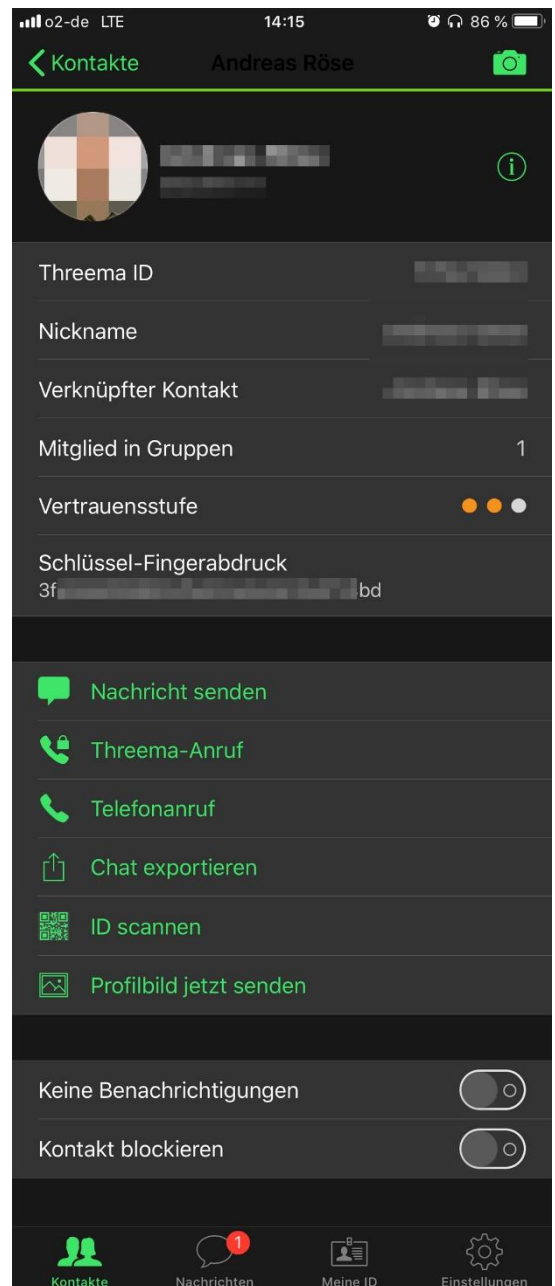 o2-de LTE 14:15 86 %
Kontakte Andreas Röse
Threema ID
Nickname
Verknüpfter Kontakt
Mitglied in Gruppen 1
Vertrauensstufe
Schlüssel-Fingerabdruck
3f bd
Nachricht senden
Threema-Anruf
Telefonanruf
Chat exportieren
ID scannen
Profilbild jetzt senden
Keine Benachrichtigungen
Kontakt blockieren
1
Kontakte Nachrichten Meine ID Einstellungen